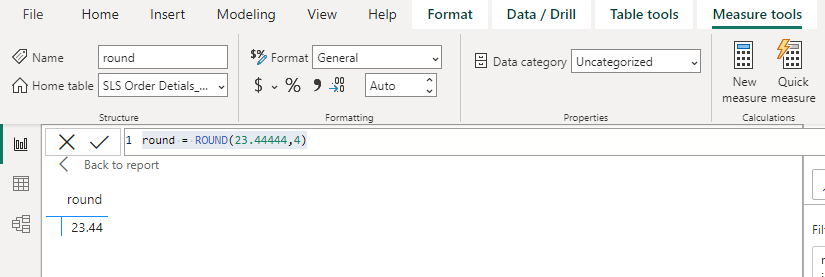 File Home Insert Modeling View Help Format Data / Drill Table tools Measure tools
Name round
Home table SLS Order Detials_...
Structure
$% Format General
$ % 9 .00 →.0 Auto
Formatting
Data category Uncategorized
Properties
New measure
Quick measure
Calculations
1 round = ROUND(23.44444,4)
Back to report
round
23.44
Fil